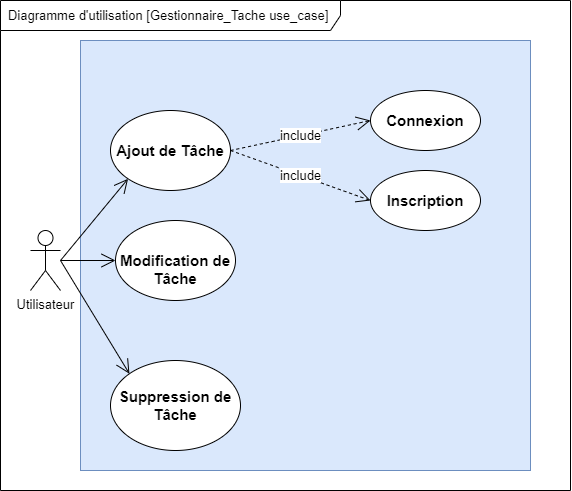 Diagramme d'utilisation [Gestionnaire_Tache use_case]
Ajout de Tâche
include
Connexion
include
Inscription
Modification de
Tâche
Utilisateur
Suppression de
Tâche